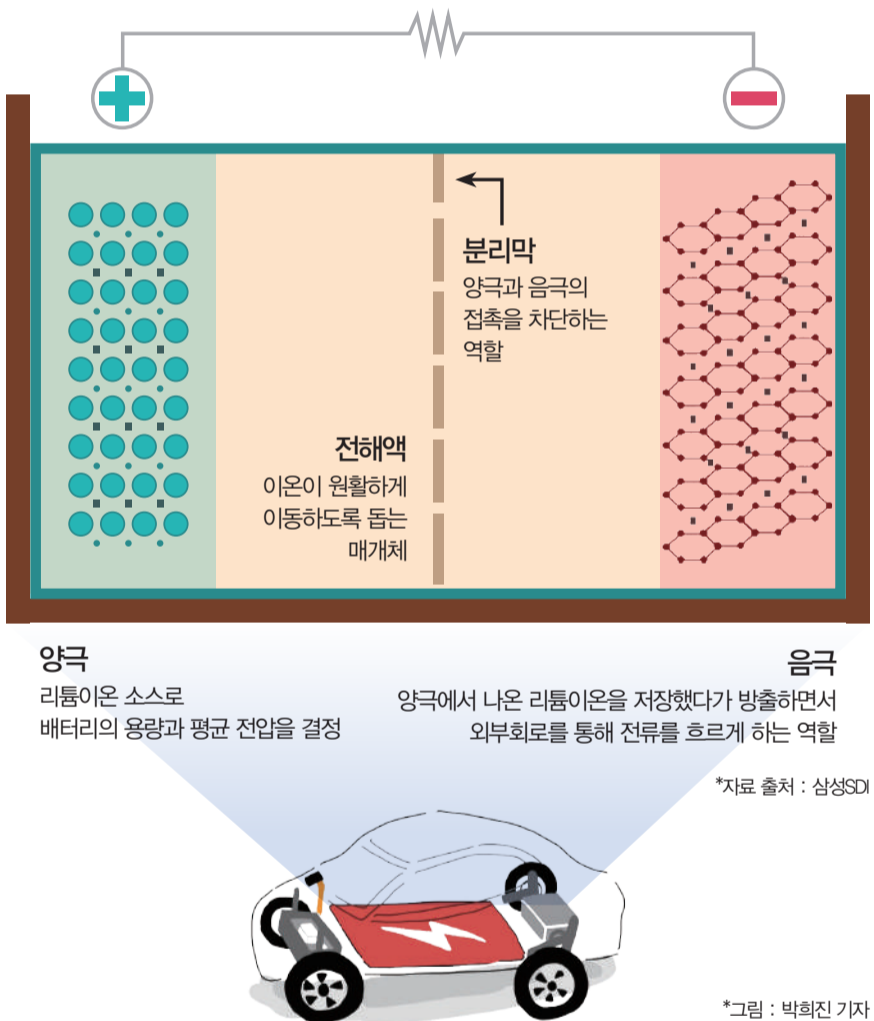 분리막
양극과 음극의
접촉을 차단하는
역할
전해액
이온이 원활하게
이동하도록 돕는
매개체
양극
리튬이온 소스로
배터리의 용량과 평균 전압을 결정
음극
양극에서 나온 리튬이온을 저장했다가 방출하면서
외부회로를 통해 전류를 흐르게 하는 역할
*자료 출처 : 삼성SDI
*그림 : 박희진 기자